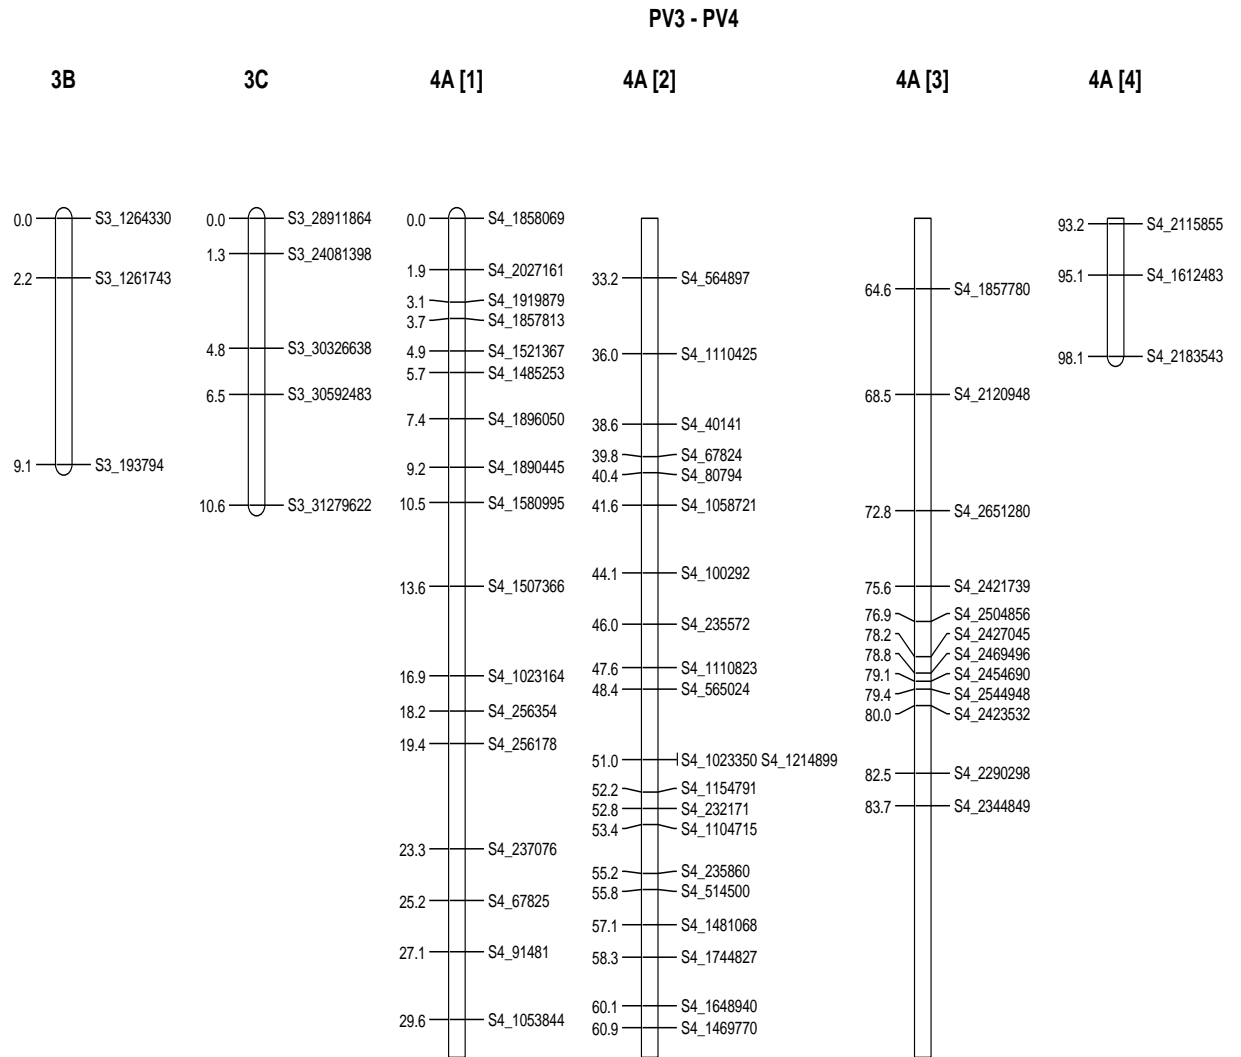 PV3 - PV4
3B
3C
4A [1]
4A [2]
4A [3]
4A [4]
0.0 S3_1264330
2.2 S3_1261743
9.1 S3_193794
0.0 S3_28911864
1.3 S3_24081398
4.8 S3_30326638
6.5 S3_30592483
10.6 S3_31279622
0.0 S4_1858069
1.9 S4_2027161
3.1 S4_1919879
3.7 S4_1857813
4.9 S4_1521367
5.7 S4_1485253
7.4 S4_1896050
9.2 S4_1890445
10.5 S4_1580995
13.6 S4_1507366
16.9 S4_1023164
18.2 S4_256354
19.4 S4_256178
23.3 S4_237076
25.2 S4_67825
27.1 S4_91481
29.6 S4_1053844
33.2 S4_564897
36.0 S4_1110425
38.6 S4_40141
39.8 S4_67824
40.4 S4_80794
41.6 S4_1058721
44.1 S4_100292
46.0 S4_235572
47.6 S4_1110823
48.4 S4_565024
51.0 S4_1023350 S4_1214899
52.2 S4_1154791
52.8 S4_232171
53.4 S4_1104715
55.2 S4_235860
55.8 S4_514500
57.1 S4_1481068
58.3 S4_1744827
60.1 S4_1648940
60.9 S4_1469770
64.6 S4_1857780
68.5 S4_2120948
72.8 S4_2651280
75.6 S4_2421739
76.9 S4_2504856
78.2 S4_2427045
78.8 S4_2469496
79.1 S4_2454690
79.4 S4_2544948
80.0 S4_2423532
82.5 S4_2290298
83.7 S4_2344849
93.2 S4_2115855
95.1 S4_1612483
98.1 S4_2183543